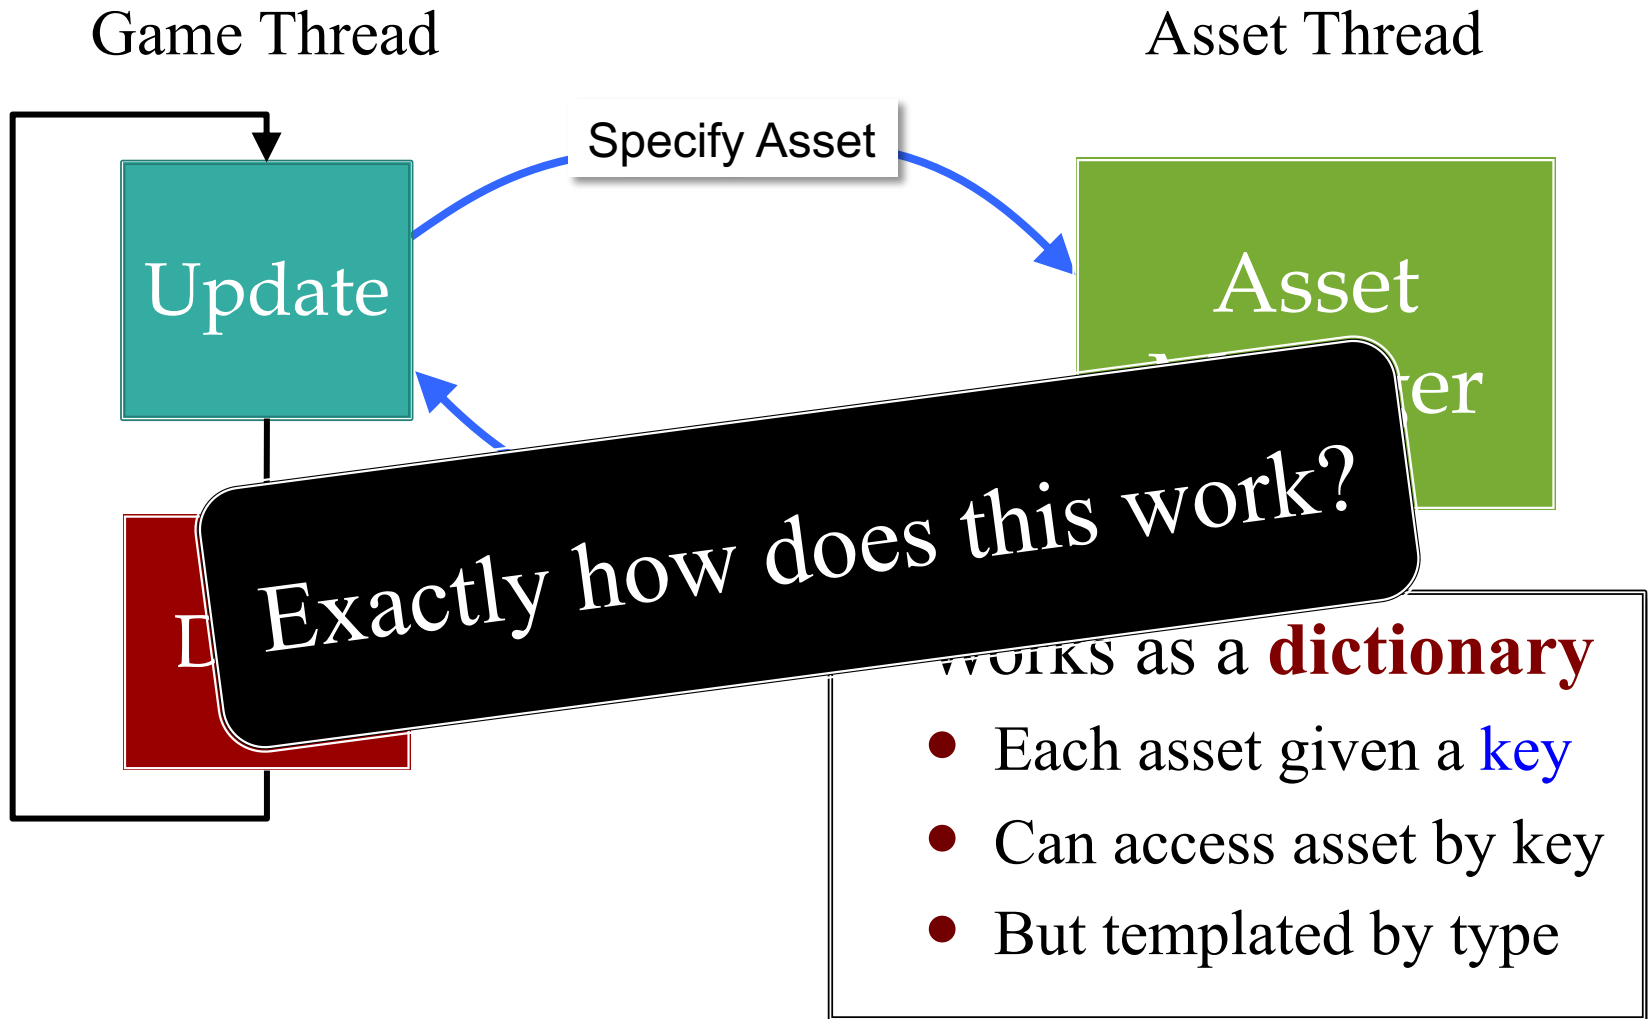 Game Thread
Asset Thread
Specify Asset
Update
Asset
Exactly how does this work?
works as a dictionary
Each asset given a key
Can access asset by key
But templated by type